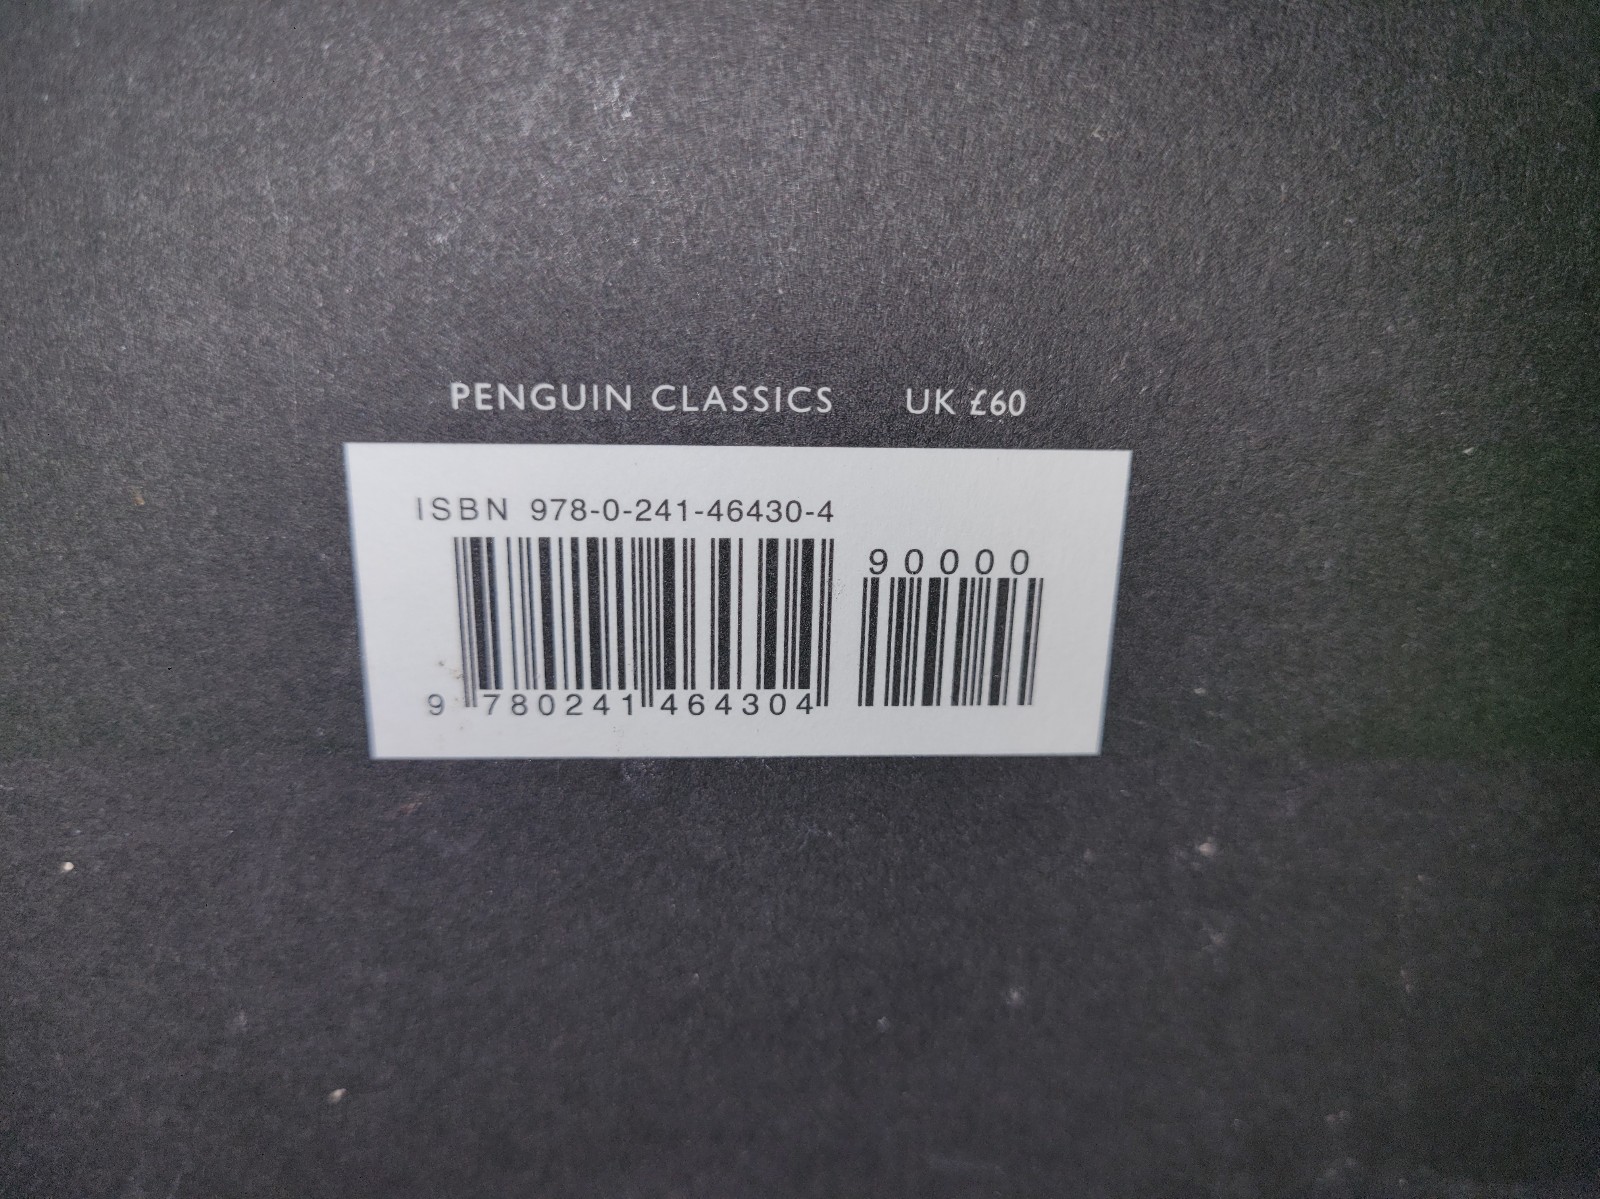 PENGUIN CLASSICS UK £60
ISBN 978-0-241-46430-4
90000
9 780241 464304